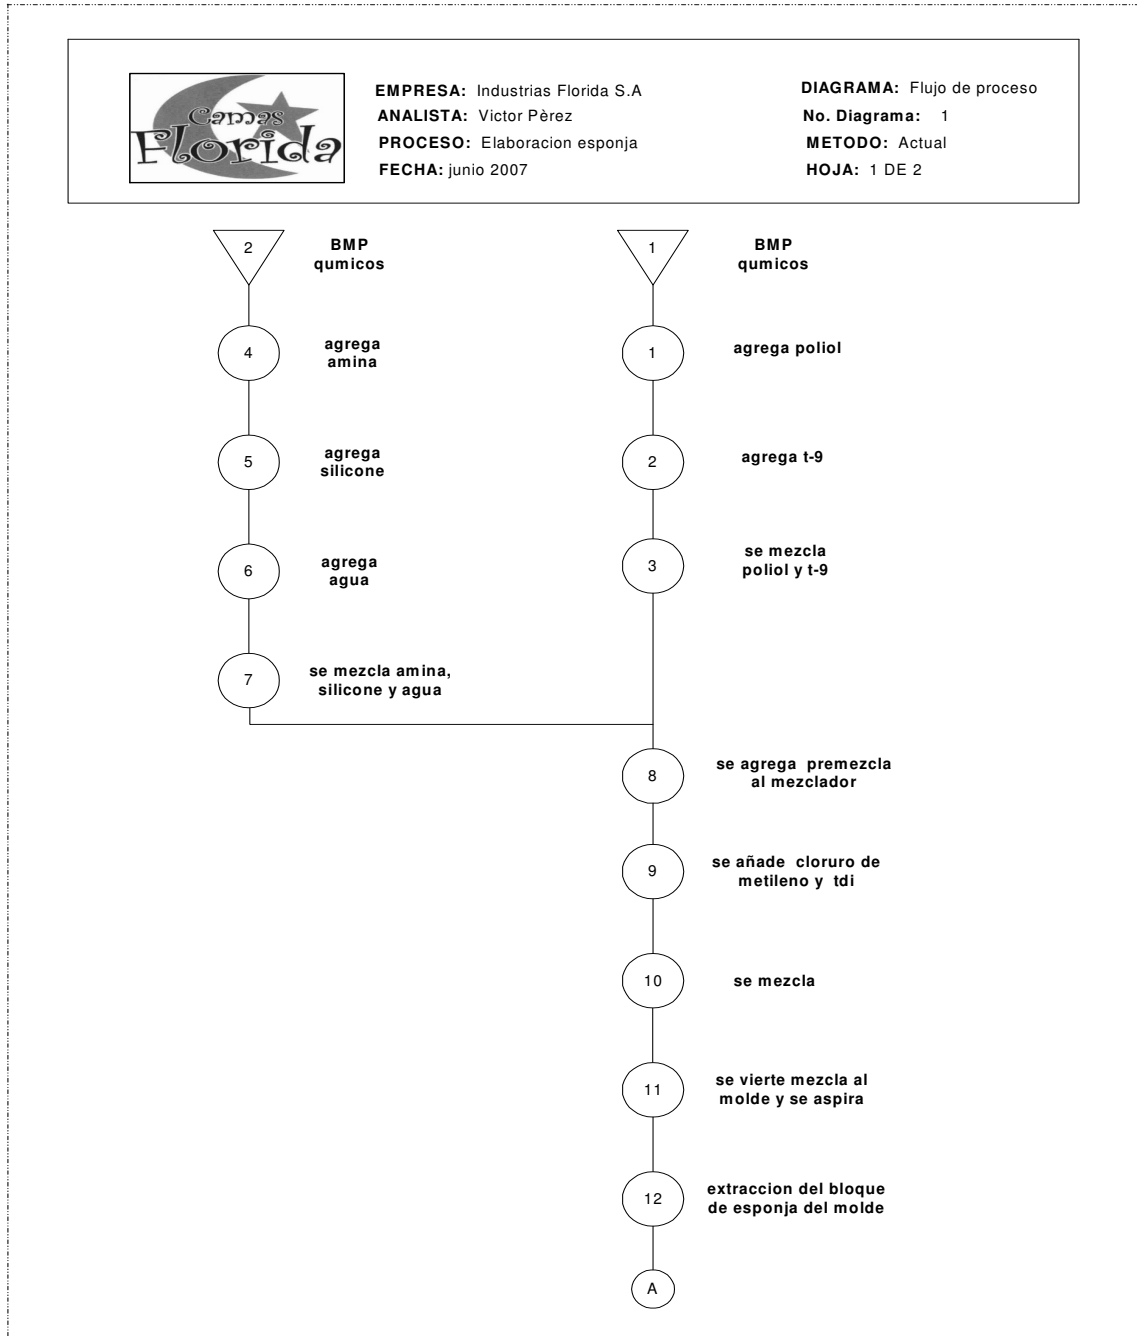 Camas
Florida
EMPRESA: Industrias Florida S.A
ANALISTA: Victor Pèrez
PROCESO: Elaboracion esponja
FECHA: junio 2007
DIAGRAMA: Flujo de proceso
No. Diagrama: 1
METODO: Actual
HOJA: 1 DE 2
2
BMP
qumicos
1
BMP
qumicos
4
agrega
amina
1
agrega poliol
5
agrega
silicone
2
agrega t-9
6
agrega
agua
3
se mezcla
poliol y t-9
7
se mezcla amina,
silicone y agua
8
se agrega premezcla
al mezclador
9
se añade cloruro de
metileno y tdi
10
se mezcla
11
se vierte mezcla al
molde y se aspira
12
extraccion del bloque
de esponja del molde
A